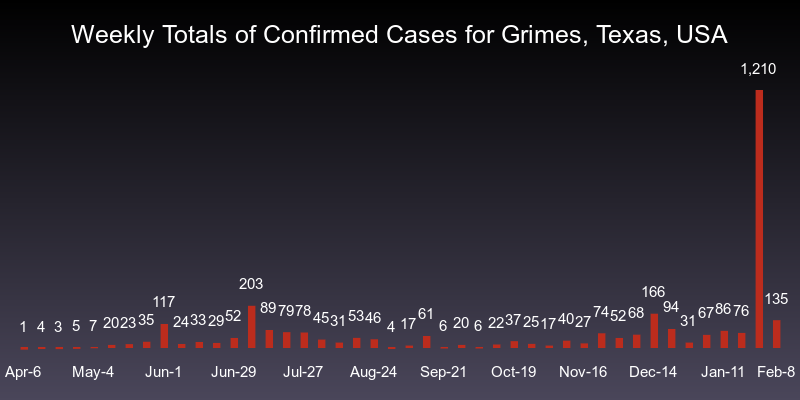 Weekly Totals of Confirmed Cases for Grimes, Texas, USA
1 4 3 5 7 20 23 35 117 24 33 29 52 203 89 79 78 45 31 53 46 4 17 61 6 20 6 22 37 25 17 40 27 74 52 68 166 94 31 67 86 76 1,210 135
Apr-6 May-4 Jun-1 Jun-29 Jul-27 Aug-24 Sep-21 Oct-19 Nov-16 Dec-14 Jan-11 Feb-8